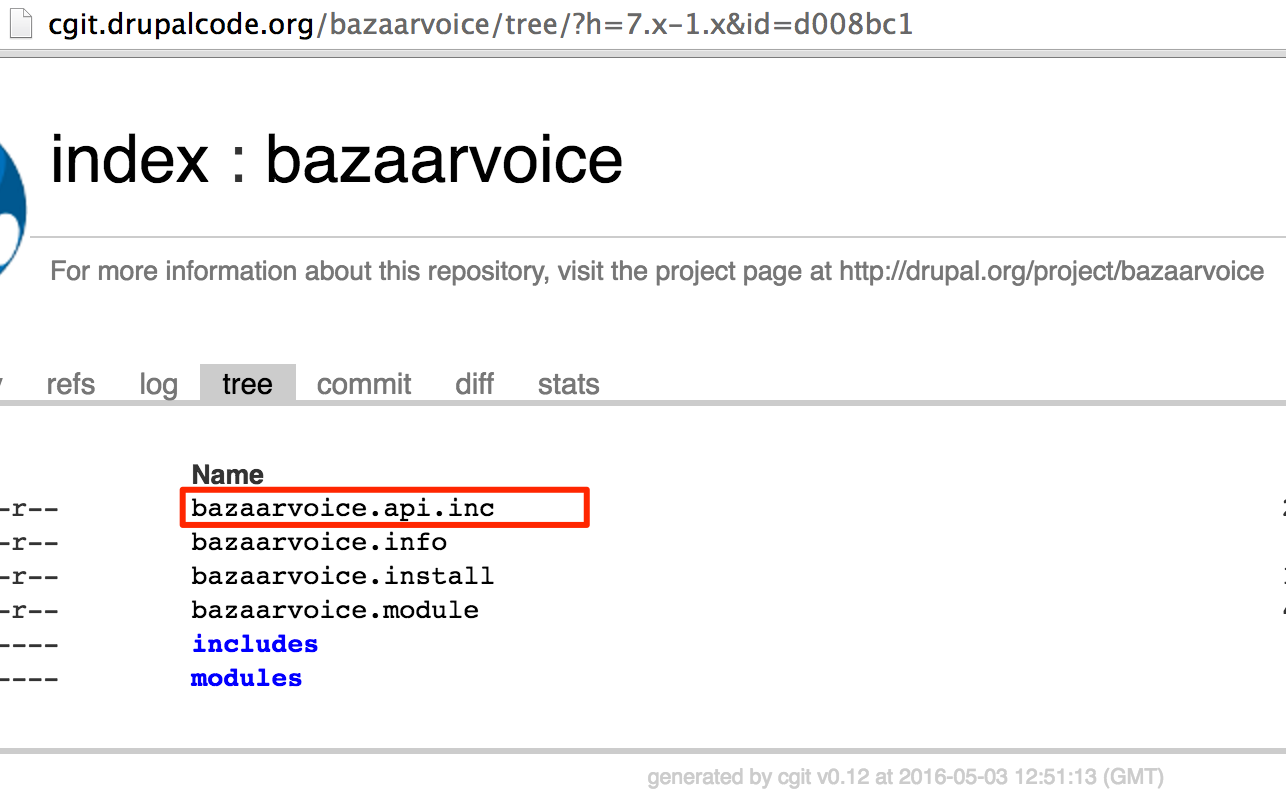 cgit.drupalcode.org/bazaarvoice/tree/?h=7.x-1.x&id=d008bc1
index : bazaarvoice
For more information about this repository, visit the project page at http://drupal.org/project/bazaarvoice
refs log tree commit diff stats
Name
-r-- bazaarvoice.api.inc
-r-- bazaarvoice.info
-r-- bazaarvoice.install
-r-- bazaarvoice.module
---- includes
---- modules
generated by cgit v0.12 at 2016-05-03 12:51:13 (GMT)